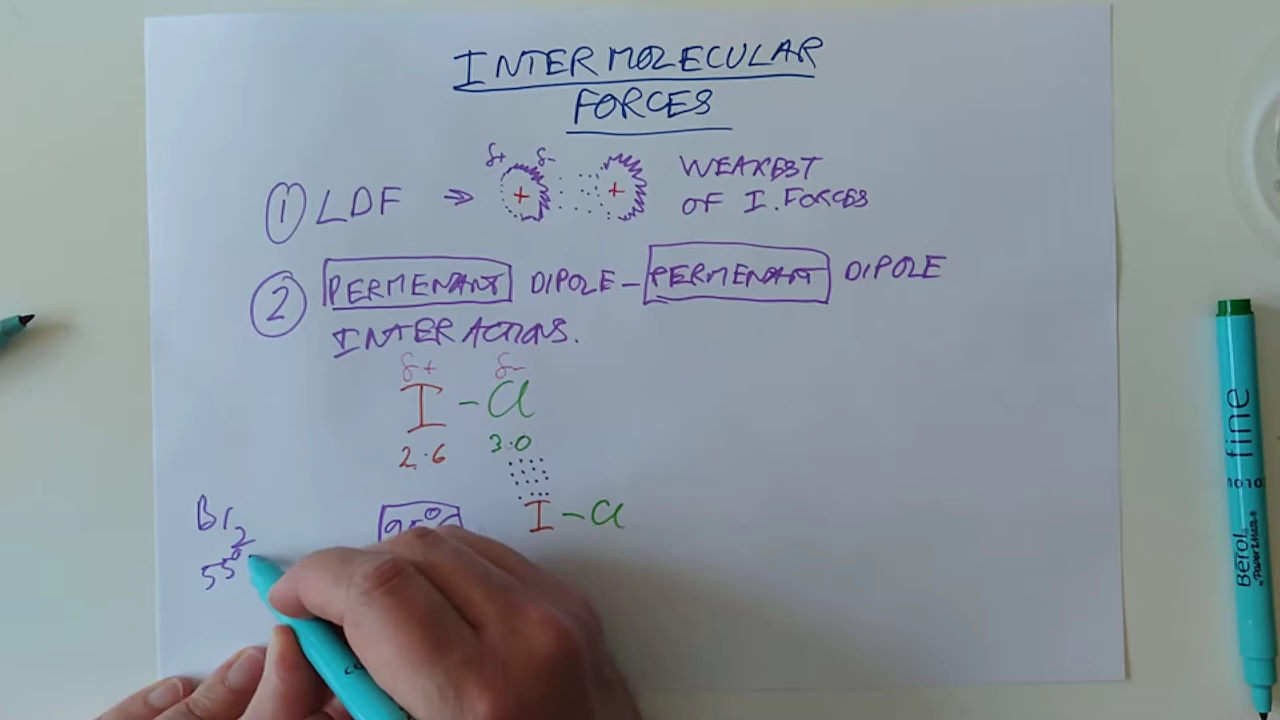 INTERMOLECULAR
FORCES
δ+ δ-
① LDF ⇒ + + WEAKEST
OF I. FORCES
② PERMENANT DIPOLE - PERMENANT DIPOLE
INTERACTIONS.
δ+ δ-
I - Cl
2.6 3.0
I - Cl
Br2
55°
Berol
fine